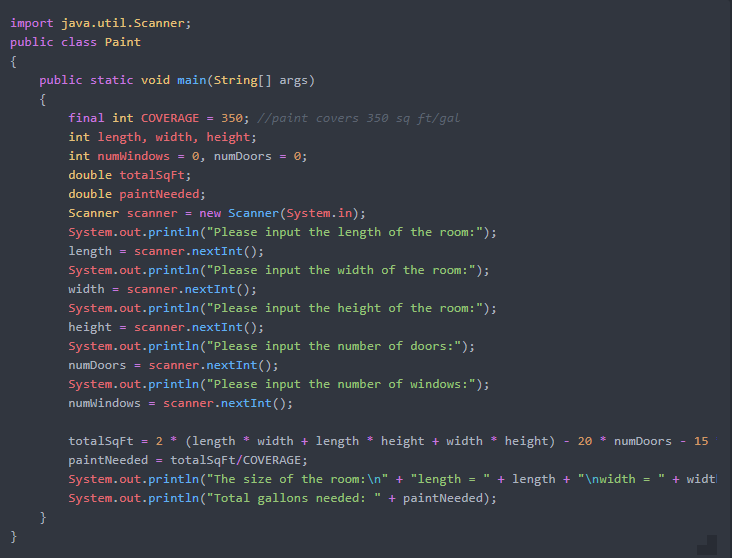 import java.util.Scanner;
public class Paint
{
    public static void main(String[] args)
    {
        final int COVERAGE = 350; //paint covers 350 sq ft/gal
        int length, width, height;
        int numWindows = 0, numDoors = 0;
        double totalSqFt;
        double paintNeeded;
        Scanner scanner = new Scanner(System.in);
        System.out.println("Please input the length of the room:");
        length = scanner.nextInt();
        System.out.println("Please input the width of the room:");
        width = scanner.nextInt();
        System.out.println("Please input the height of the room:");
        height = scanner.nextInt();
        System.out.println("Please input the number of doors:");
        numDoors = scanner.nextInt();
        System.out.println("Please input the number of windows:");
        numWindows = scanner.nextInt();

        totalSqFt = 2 * (length * width + length * height + width * height) - 20 * numDoors - 15
        paintNeeded = totalSqFt/COVERAGE;
        System.out.println("The size of the room:\n" + "length = " + length + "\nwidth = " +
        System.out.println("Total gallons needed: " + paintNeeded);
    }
}